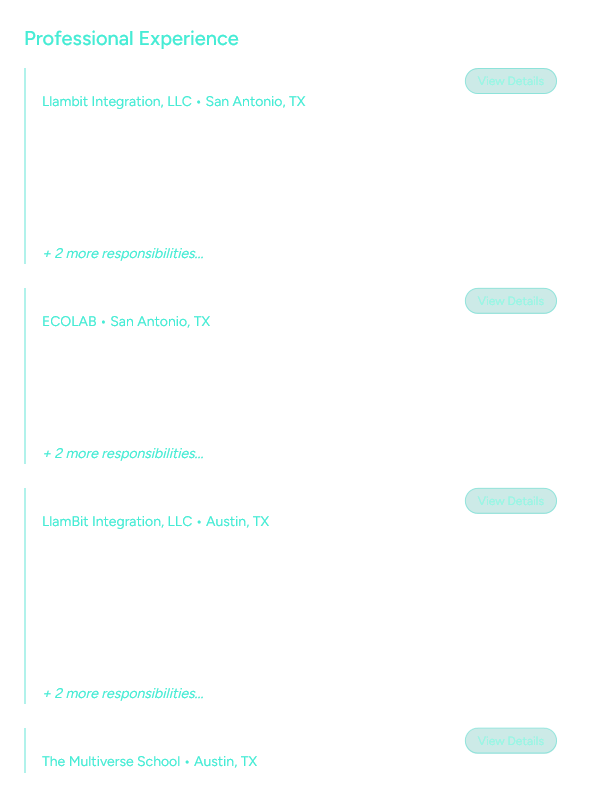 Professional Experience
View Details
Llambit Integration, LLC • San Antonio, TX
+ 2 more responsibilities...
View Details
ECOLAB • San Antonio, TX
+ 2 more responsibilities...
View Details
LlamBit Integration, LLC • Austin, TX
+ 2 more responsibilities...
View Details
The Multiverse School • Austin, TX